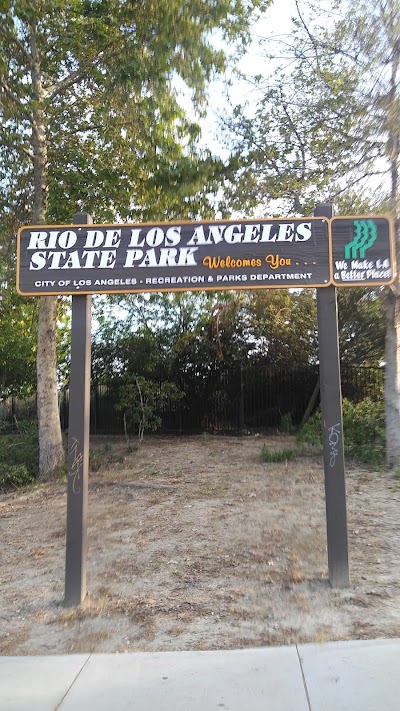 RIO DE LOS ANGELES
STATE PARK Welcomes You . . . .
CITY OF LOS ANGELES - RECREATION & PARKS DEPARTMENT
We Make L.A
a Better Place!